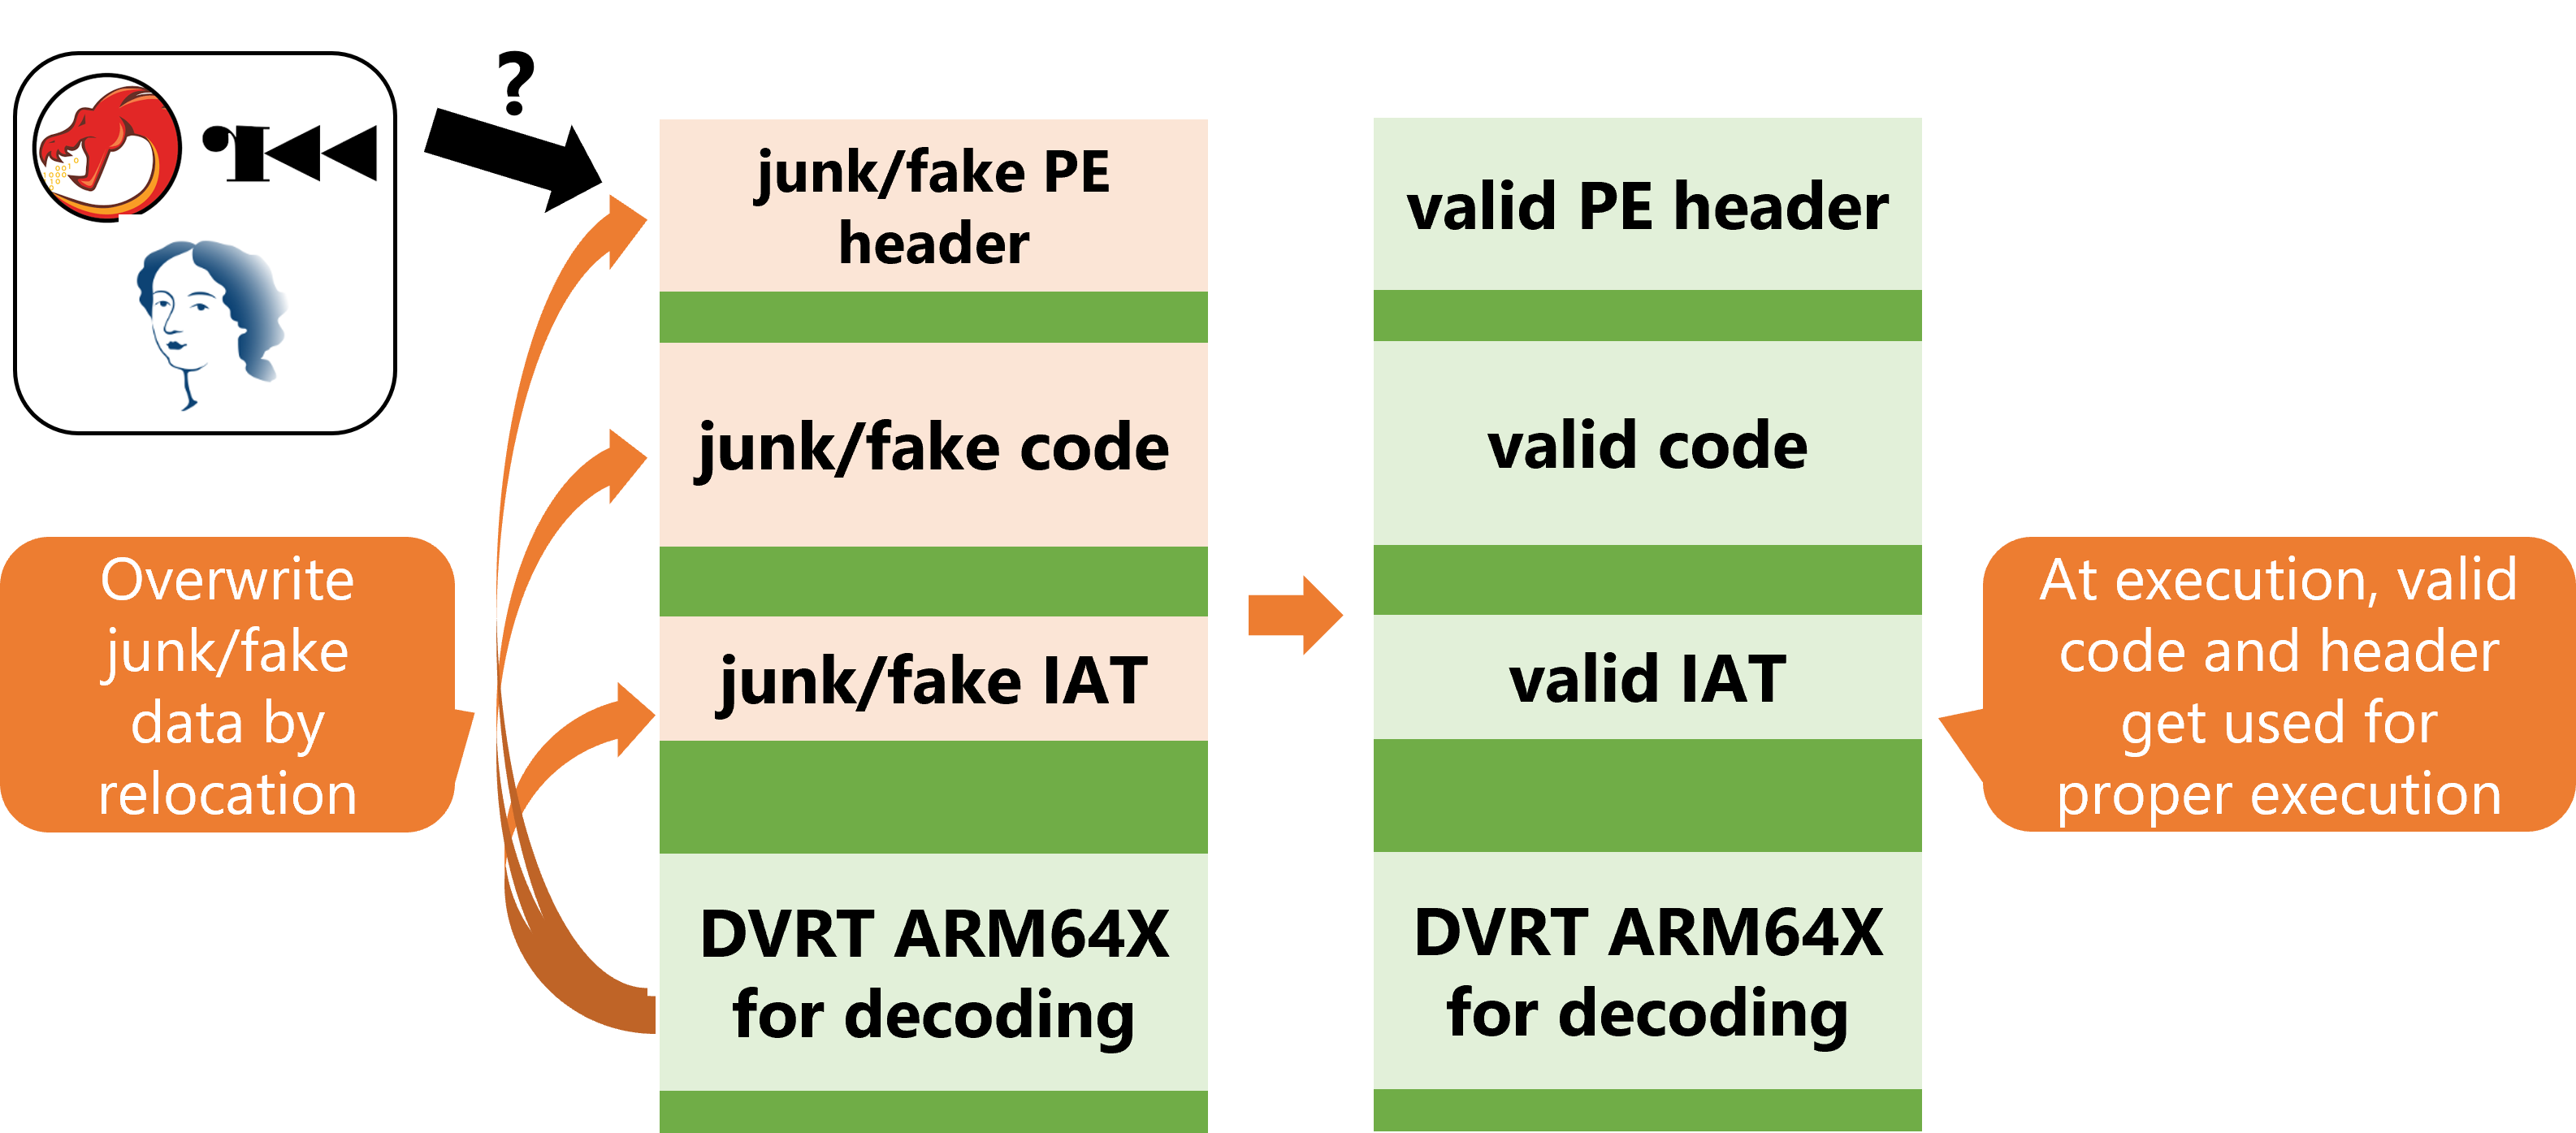 ?
junk/fake PE
header
junk/fake code
junk/fake IAT
DVRT ARM64X
for decoding
valid PE header
valid code
valid IAT
DVRT ARM64X
for decoding
Overwrite
junk/fake
data by
relocation
At execution, valid
code and header
get used for
proper execution